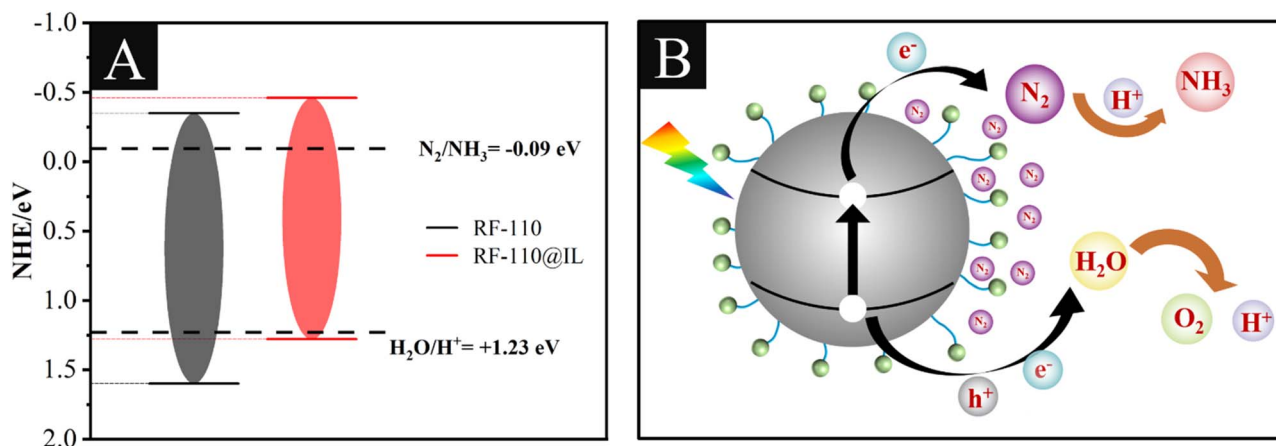 A
NHE/eV
-1.0
-0.5
0.0
0.5
1.0
1.5
2.0
N₂/NH₃= -0.09 eV
RF-110
RF-110@IL
H₂O/H⁺= +1.23 eV
B
e⁻
N₂
H⁺
NH₃
N₂
N₂
N₂
N₂
N₂
N₂
N₂
N₂
H₂O
O₂
H⁺
e⁻
h⁺